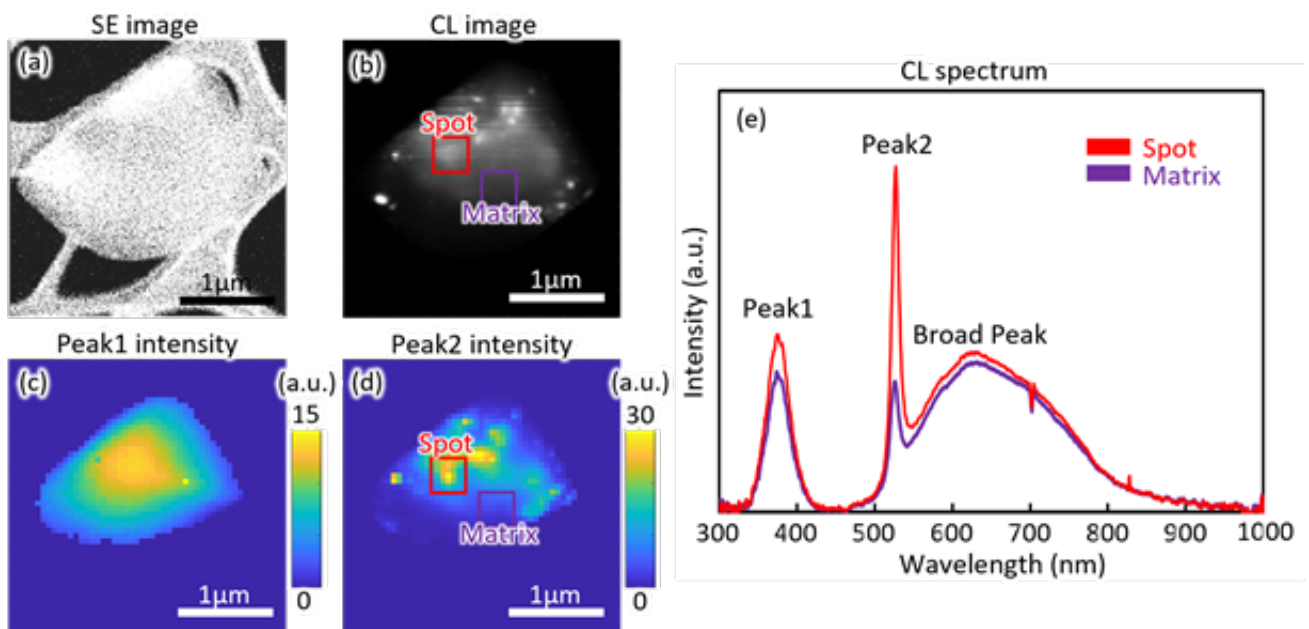 SE image
(a)
1μm
CL image
(b)
Spot
Matrix
1μm
Peak1 intensity
(c)
(a.u.)
15
0
1μm
Peak2 intensity
(d)
(a.u.)
30
0
Spot
Matrix
1μm
CL spectrum
(e)
Peak2
Spot
Matrix
Peak1
Broad Peak
Intensity (a.u.)
300 400 500 600 700 800 900 1000
Wavelength (nm)